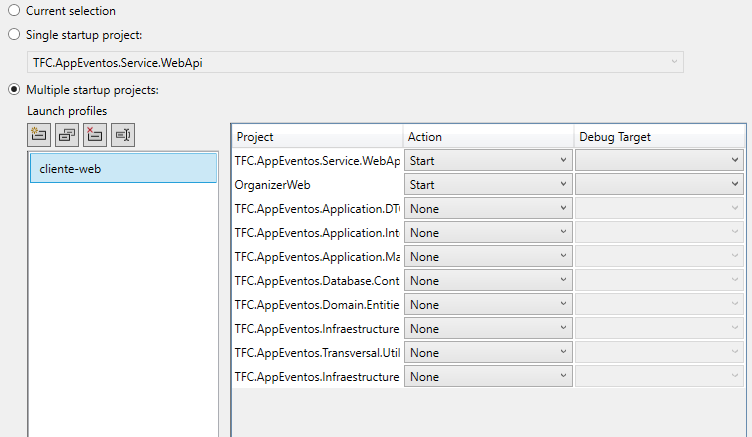 Current selection
Single startup project:
TFC.AppEventos.Service.WebApi
Multiple startup projects:
Launch profiles
cliente-web
Project Action Debug Target
TFC.AppEventos.Service.WebAp Start
OrganizerWeb Start
TFC.AppEventos.Application.DT None
TFC.AppEventos.Application.Int None
TFC.AppEventos.Application.Ma None
TFC.AppEventos.Database.Cont None
TFC.AppEventos.Domain.Entitie None
TFC.AppEventos.Infraestructure None
TFC.AppEventos.Transversal.Util None
TFC.AppEventos.Infraestructure None